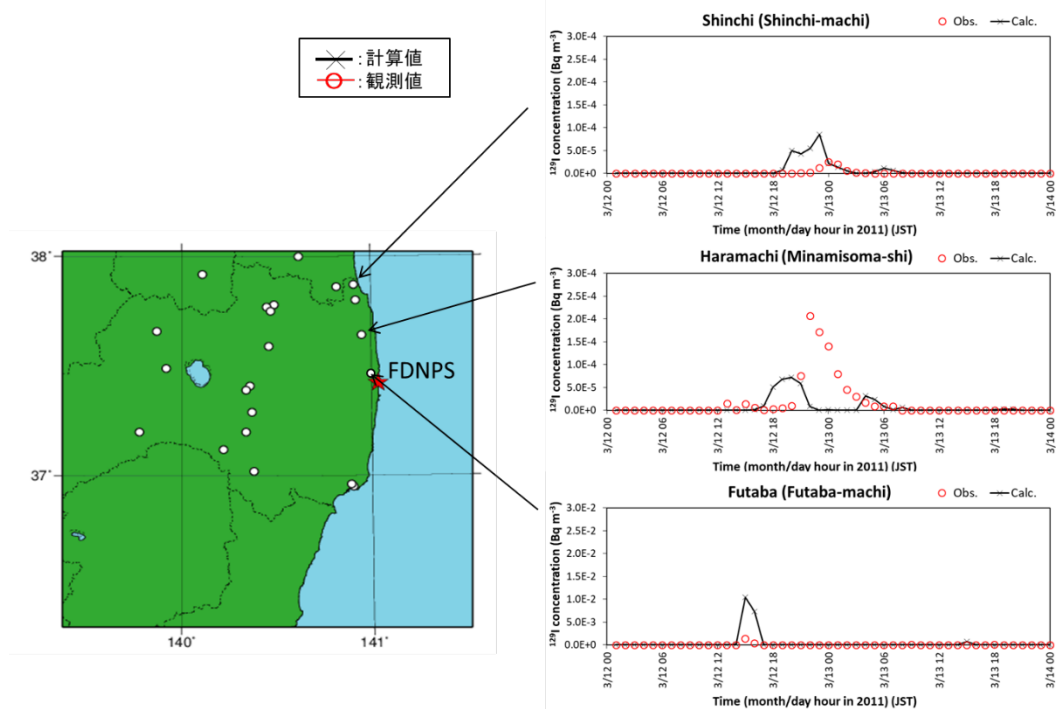 : 計算値
: 観測値
38°
37°
140°
141°
FDNPS
Shinchi (Shinchi-machi)
Obs.
Calc.
¹²⁹I concentration (Bq m⁻³)
3.0E-4
2.5E-4
2.0E-4
1.5E-4
1.0E-4
5.0E-5
0.0E+0
3/12 00
3/12 06
3/12 12
3/12 18
3/13 00
3/13 06
3/13 12
3/13 18
3/14 00
Time (month/day hour in 2011) (JST)
Haramachi (Minamisoma-shi)
Obs.
Calc.
¹²⁹I concentration (Bq m⁻³)
3.0E-4
2.5E-4
2.0E-4
1.5E-4
1.0E-4
5.0E-5
0.0E+0
3/12 00
3/12 06
3/12 12
3/12 18
3/13 00
3/13 06
3/13 12
3/13 18
3/14 00
Time (month/day hour in 2011) (JST)
Futaba (Futaba-machi)
Obs.
Calc.
¹²⁹I concentration (Bq m⁻³)
3.0E-2
2.5E-2
2.0E-2
1.5E-2
1.0E-2
5.0E-3
0.0E+0
3/12 00
3/12 06
3/12 12
3/12 18
3/13 00
3/13 06
3/13 12
3/13 18
3/14 00
Time (month/day hour in 2011) (JST)